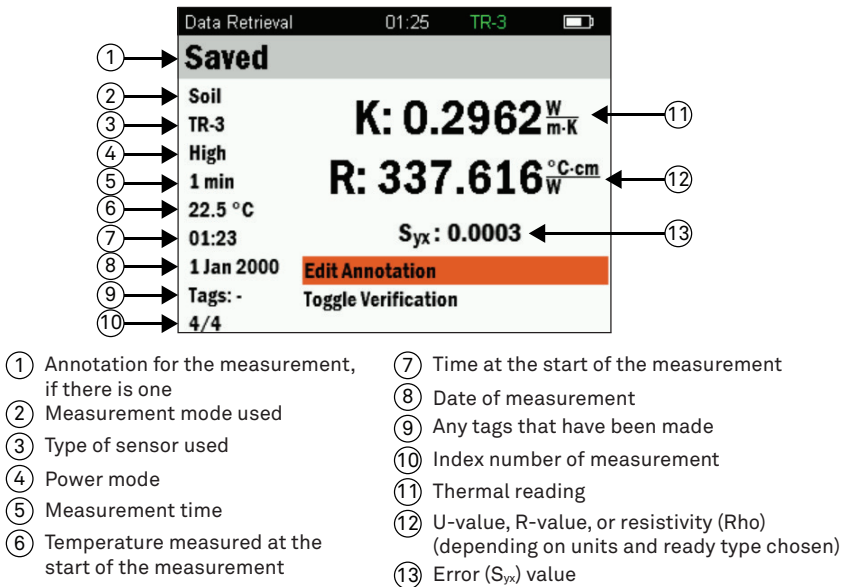 Data Retrieval 01:25 TR-3
① Saved
② Soil
③ TR-3
④ High
⑤ 1 min
⑥ 22.5 °C
⑦ 01:23
⑧ 1 Jan 2000
⑨ Tags: -
⑩ 4/4
K: 0.2962 W/m·K ⑪
R: 337.616 °C·cm/W ⑫
Syx: 0.0003 ⑬
Edit Annotation
Toggle Verification
① Annotation for the measurement,
if there is one
② Measurement mode used
③ Type of sensor used
④ Power mode
⑤ Measurement time
⑥ Temperature measured at the
start of the measurement
⑦ Time at the start of the measurement
⑧ Date of measurement
⑨ Any tags that have been made
⑩ Index number of measurement
⑪ Thermal reading
⑫ U-value, R-value, or resistivity (Rho)
(depending on units and ready type chosen)
⑬ Error (Syx) value